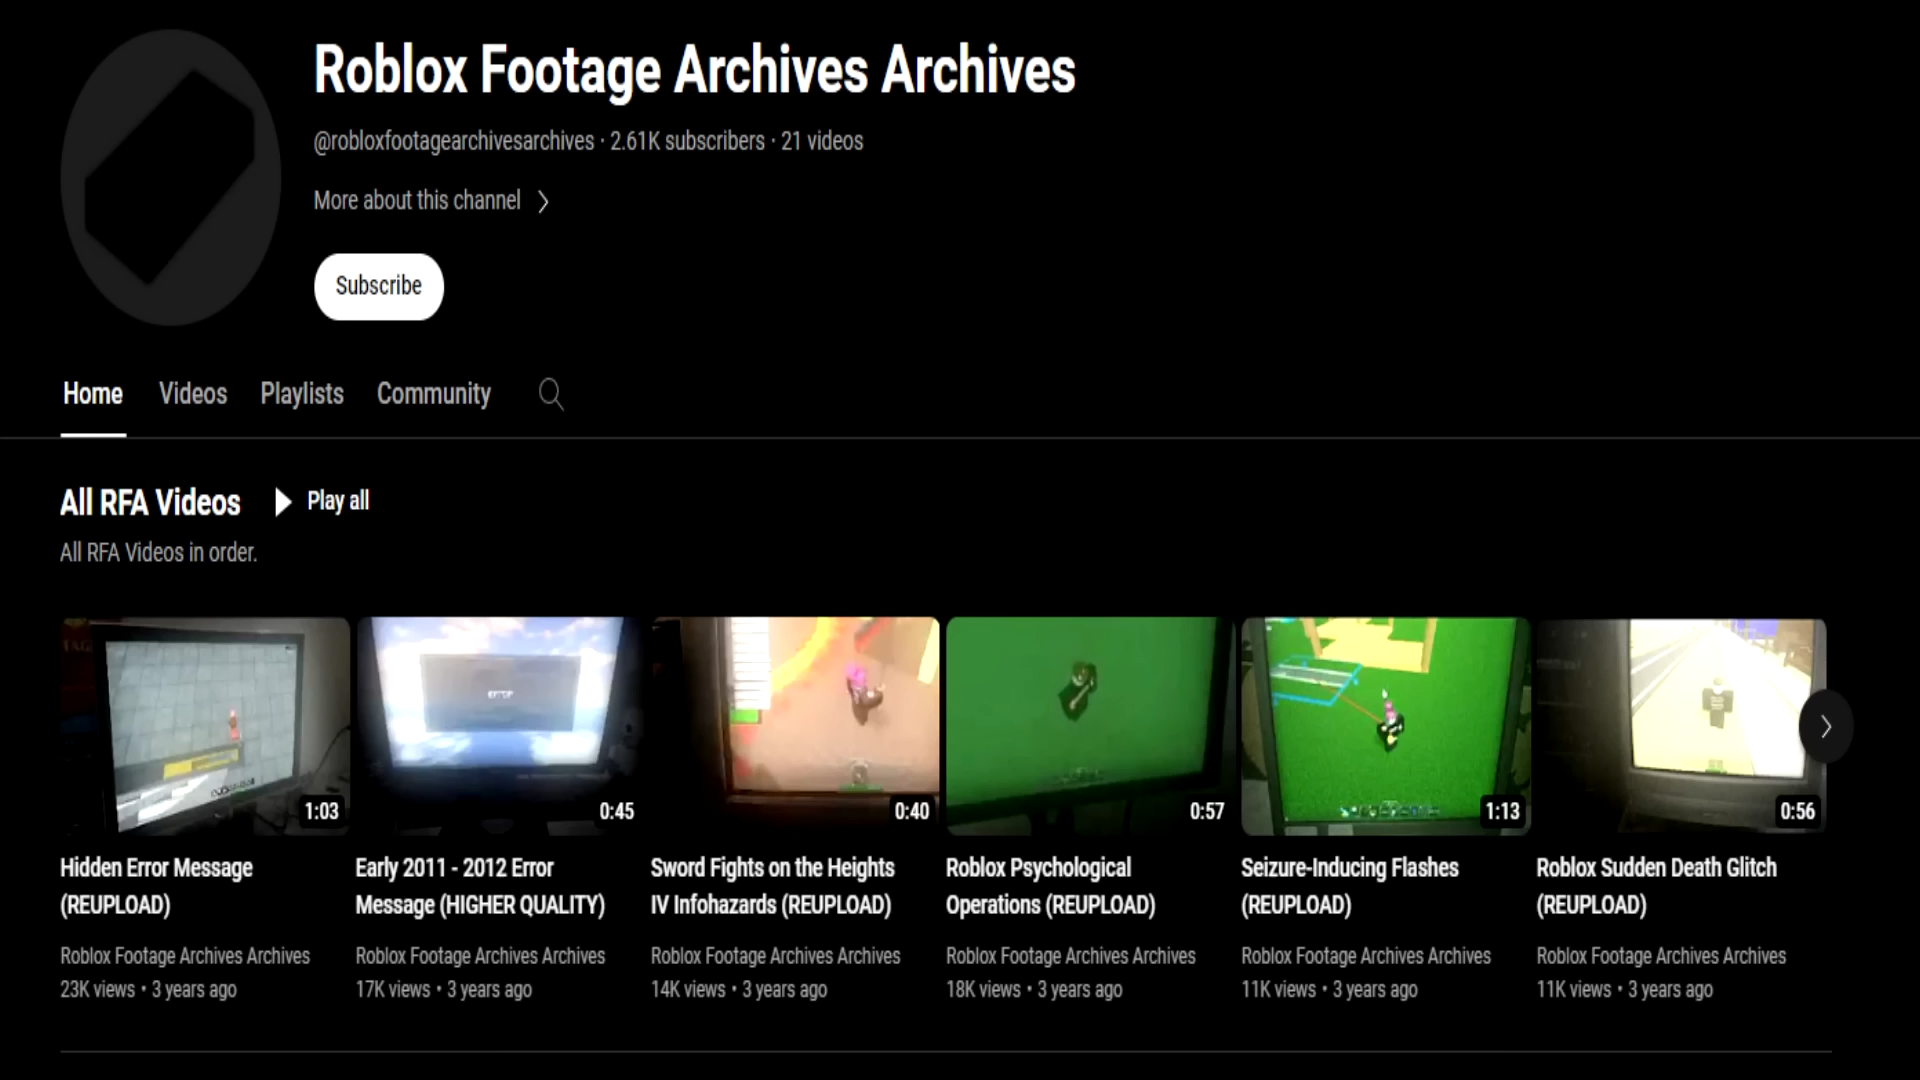 Roblox Footage Archives Archives
@robloxfootagearchivesarchives · 2.61K subscribers · 21 videos
More about this channel
Subscribe
Home Videos Playlists Community
All RFA Videos Play all
All RFA Videos in order.
1:03 0:45 0:40 0:57 1:13 0:56
Hidden Error Message
(REUPLOAD)
Roblox Footage Archives Archives
23K views • 3 years ago
Early 2011 - 2012 Error
Message (HIGHER QUALITY)
Roblox Footage Archives Archives
17K views • 3 years ago
Sword Fights on the Heights
IV Infohazards (REUPLOAD)
Roblox Footage Archives Archives
14K views • 3 years ago
Roblox Psychological
Operations (REUPLOAD)
Roblox Footage Archives Archives
18K views • 3 years ago
Seizure-Inducing Flashes
(REUPLOAD)
Roblox Footage Archives Archives
11K views • 3 years ago
Roblox Sudden Death Glitch
(REUPLOAD)
Roblox Footage Archives Archives
11K views • 3 years ago